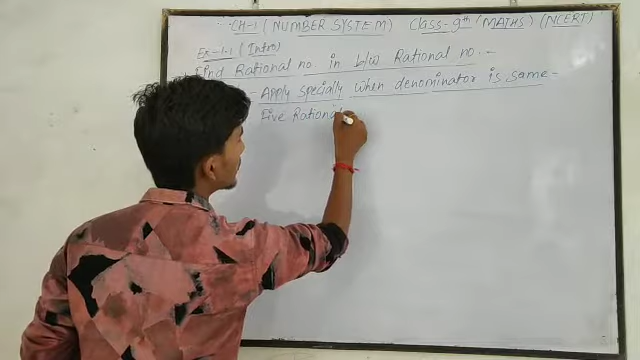 CH-1 (NUMBER SYSTEM) Class-9th (MATHS) (NCERT)
Ex-1.1 (Intro)
Find Rational no. in b/w Rational no. -
Apply specially when denominator is same -
Five Rational